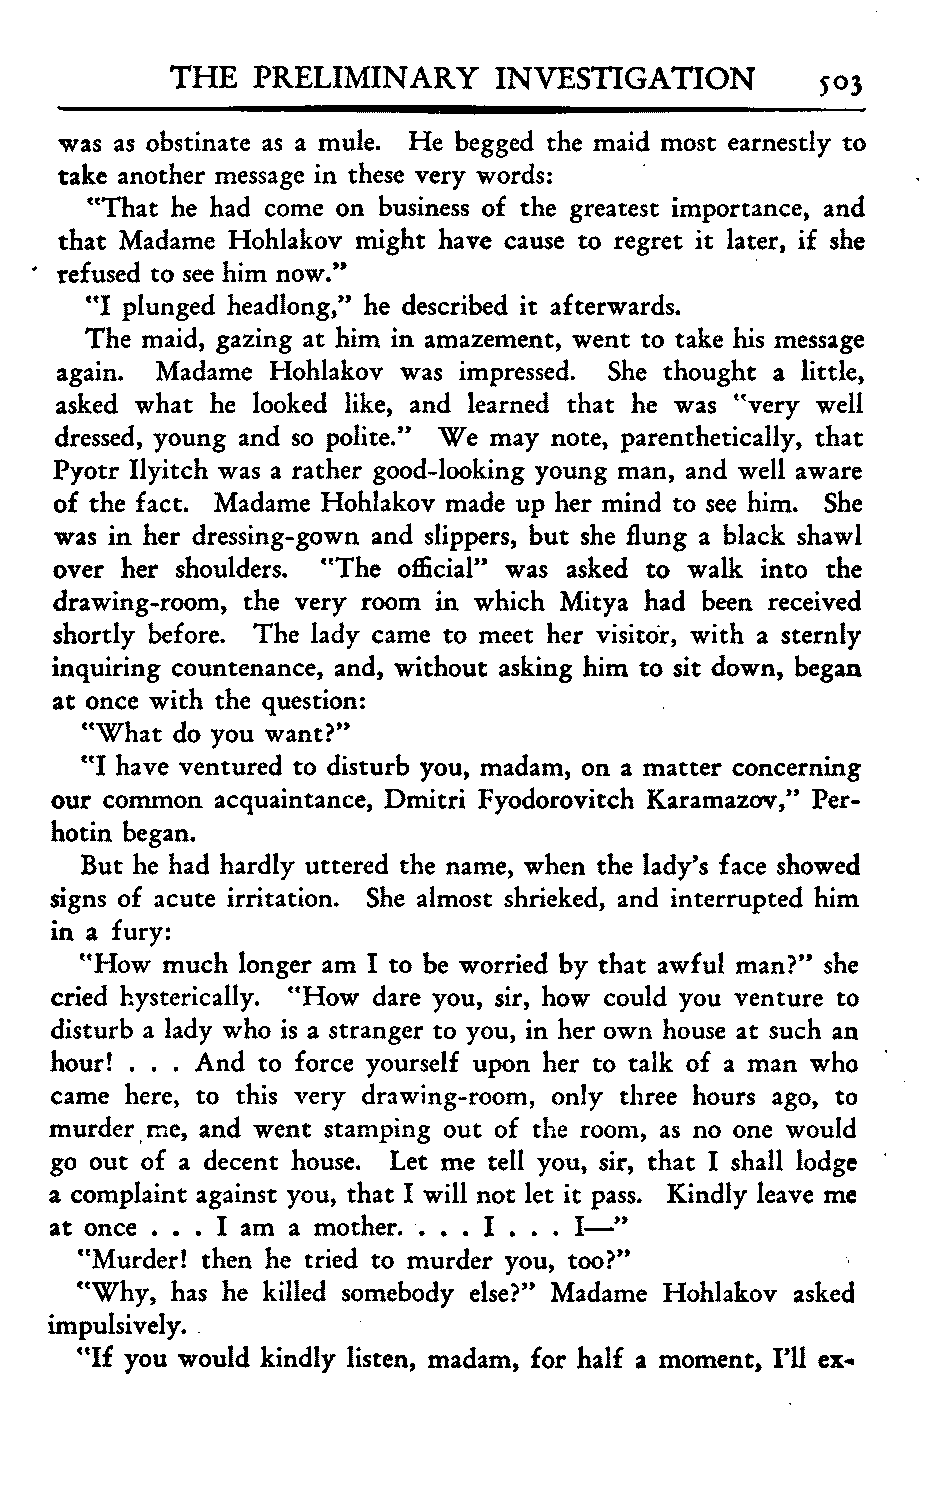 THE PRELIMINARY INVESTIGATION 503
was as obstinate as a mule. He begged the maid most earnestly to
take another message in these very words:
"That he had come on business of the greatest importance, and
that Madame Hohlakov might have cause to regret it later, if she
refused to see him now."
"I plunged headlong," he described it afterwards.
The maid, gazing at him in amazement, went to take his message
again. Madame Hohlakov was impressed. She thought a little,
asked what he looked like, and learned that he was "very well
dressed, young and so polite." We may note, parenthetically, that
Pyotr Ilyitch was a rather good-looking young man, and well aware
of the fact. Madame Hohlakov made up her mind to see him. She
was in her dressing-gown and slippers, but she flung a black shawl
over her shoulders. "The official" was asked to walk into the
drawing-room, the very room in which Mitya had been received
shortly before. The lady came to meet her visitor, with a sternly
inquiring countenance, and, without asking him to sit down, began
at once with the question:
"What do you want?"
"I have ventured to disturb you, madam, on a matter concerning
our common acquaintance, Dmitri Fyodorovitch Karamazov," Per-
hotin began.
But he had hardly uttered the name, when the lady's face showed
signs of acute irritation. She almost shrieked, and interrupted him
in a fury:
"How much longer am I to be worried by that awful man?" she
cried hysterically. "How dare you, sir, how could you venture to
disturb a lady who is a stranger to you, in her own house at such an
hour! . . . And to force yourself upon her to talk of a man who
came here, to this very drawing-room, only three hours ago, to
murder me, and went stamping out of the room, as no one would
go out of a decent house. Let me tell you, sir, that I shall lodge
a complaint against you, that I will not let it pass. Kindly leave me
at once . . . I am a mother. . . . I . . . I—"
"Murder! then he tried to murder you, too?"
"Why, has he killed somebody else?" Madame Hohlakov asked
impulsively.
"If you would kindly listen, madam, for half a moment, I'll ex-